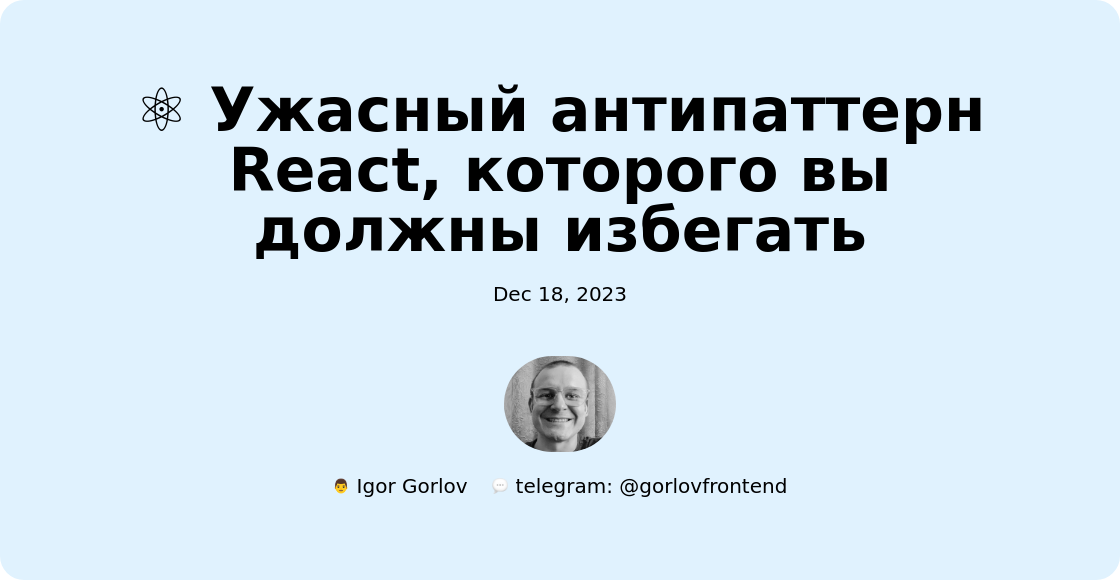 ⚛ Ужасный антипаттерн
React, которого вы
должны избегать
Dec 18, 2023
👨 Igor Gorlov 💬 telegram: @gorlovfrontend